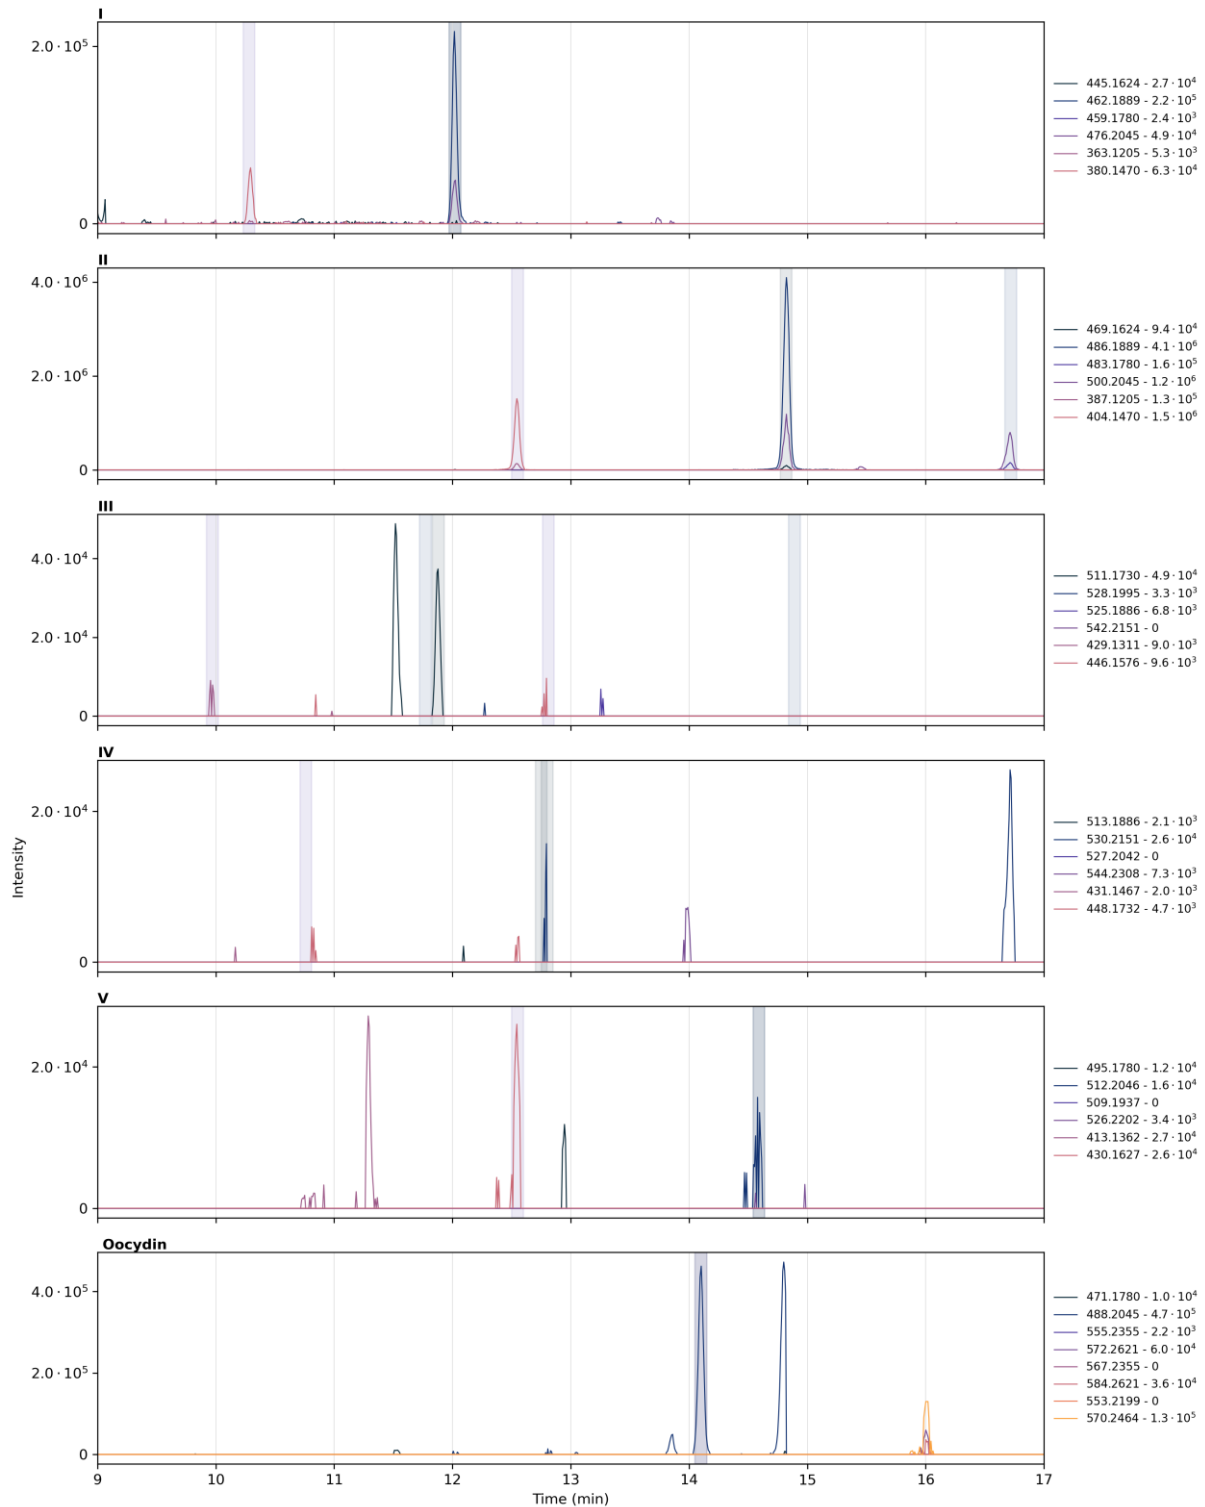 I
2.0 · 10⁵
0
445.1624 - 2.7 · 10⁴
462.1889 - 2.2 · 10⁵
459.1780 - 2.4 · 10³
476.2045 - 4.9 · 10⁴
363.1205 - 5.3 · 10³
380.1470 - 6.3 · 10⁴
II
4.0 · 10⁶
2.0 · 10⁶
0
469.1624 - 9.4 · 10⁴
486.1889 - 4.1 · 10⁶
483.1780 - 1.6 · 10⁵
500.2045 - 1.2 · 10⁶
387.1205 - 1.3 · 10⁵
404.1470 - 1.5 · 10⁶
III
4.0 · 10⁴
2.0 · 10⁴
0
511.1730 - 4.9 · 10⁴
528.1995 - 3.3 · 10³
525.1886 - 6.8 · 10³
542.2151 - 0
429.1311 - 9.0 · 10³
446.1576 - 9.6 · 10³
IV
2.0 · 10⁴
0
513.1886 - 2.1 · 10³
530.2151 - 2.6 · 10⁴
527.2042 - 0
544.2308 - 7.3 · 10³
431.1467 - 2.0 · 10³
448.1732 - 4.7 · 10³
Intensity
V
2.0 · 10⁴
0
495.1780 - 1.2 · 10⁴
512.2046 - 1.6 · 10⁴
509.1937 - 0
526.2202 - 3.4 · 10³
413.1362 - 2.7 · 10⁴
430.1627 - 2.6 · 10⁴
Oocydin
4.0 · 10⁵
2.0 · 10⁵
0
471.1780 - 1.0 · 10⁴
488.2045 - 4.7 · 10⁵
555.2355 - 2.2 · 10³
572.2621 - 6.0 · 10⁴
567.2355 - 0
584.2621 - 3.6 · 10⁴
553.2199 - 0
570.2464 - 1.3 · 10⁵
9 10 11 12 13 14 15 16 17
Time (min)